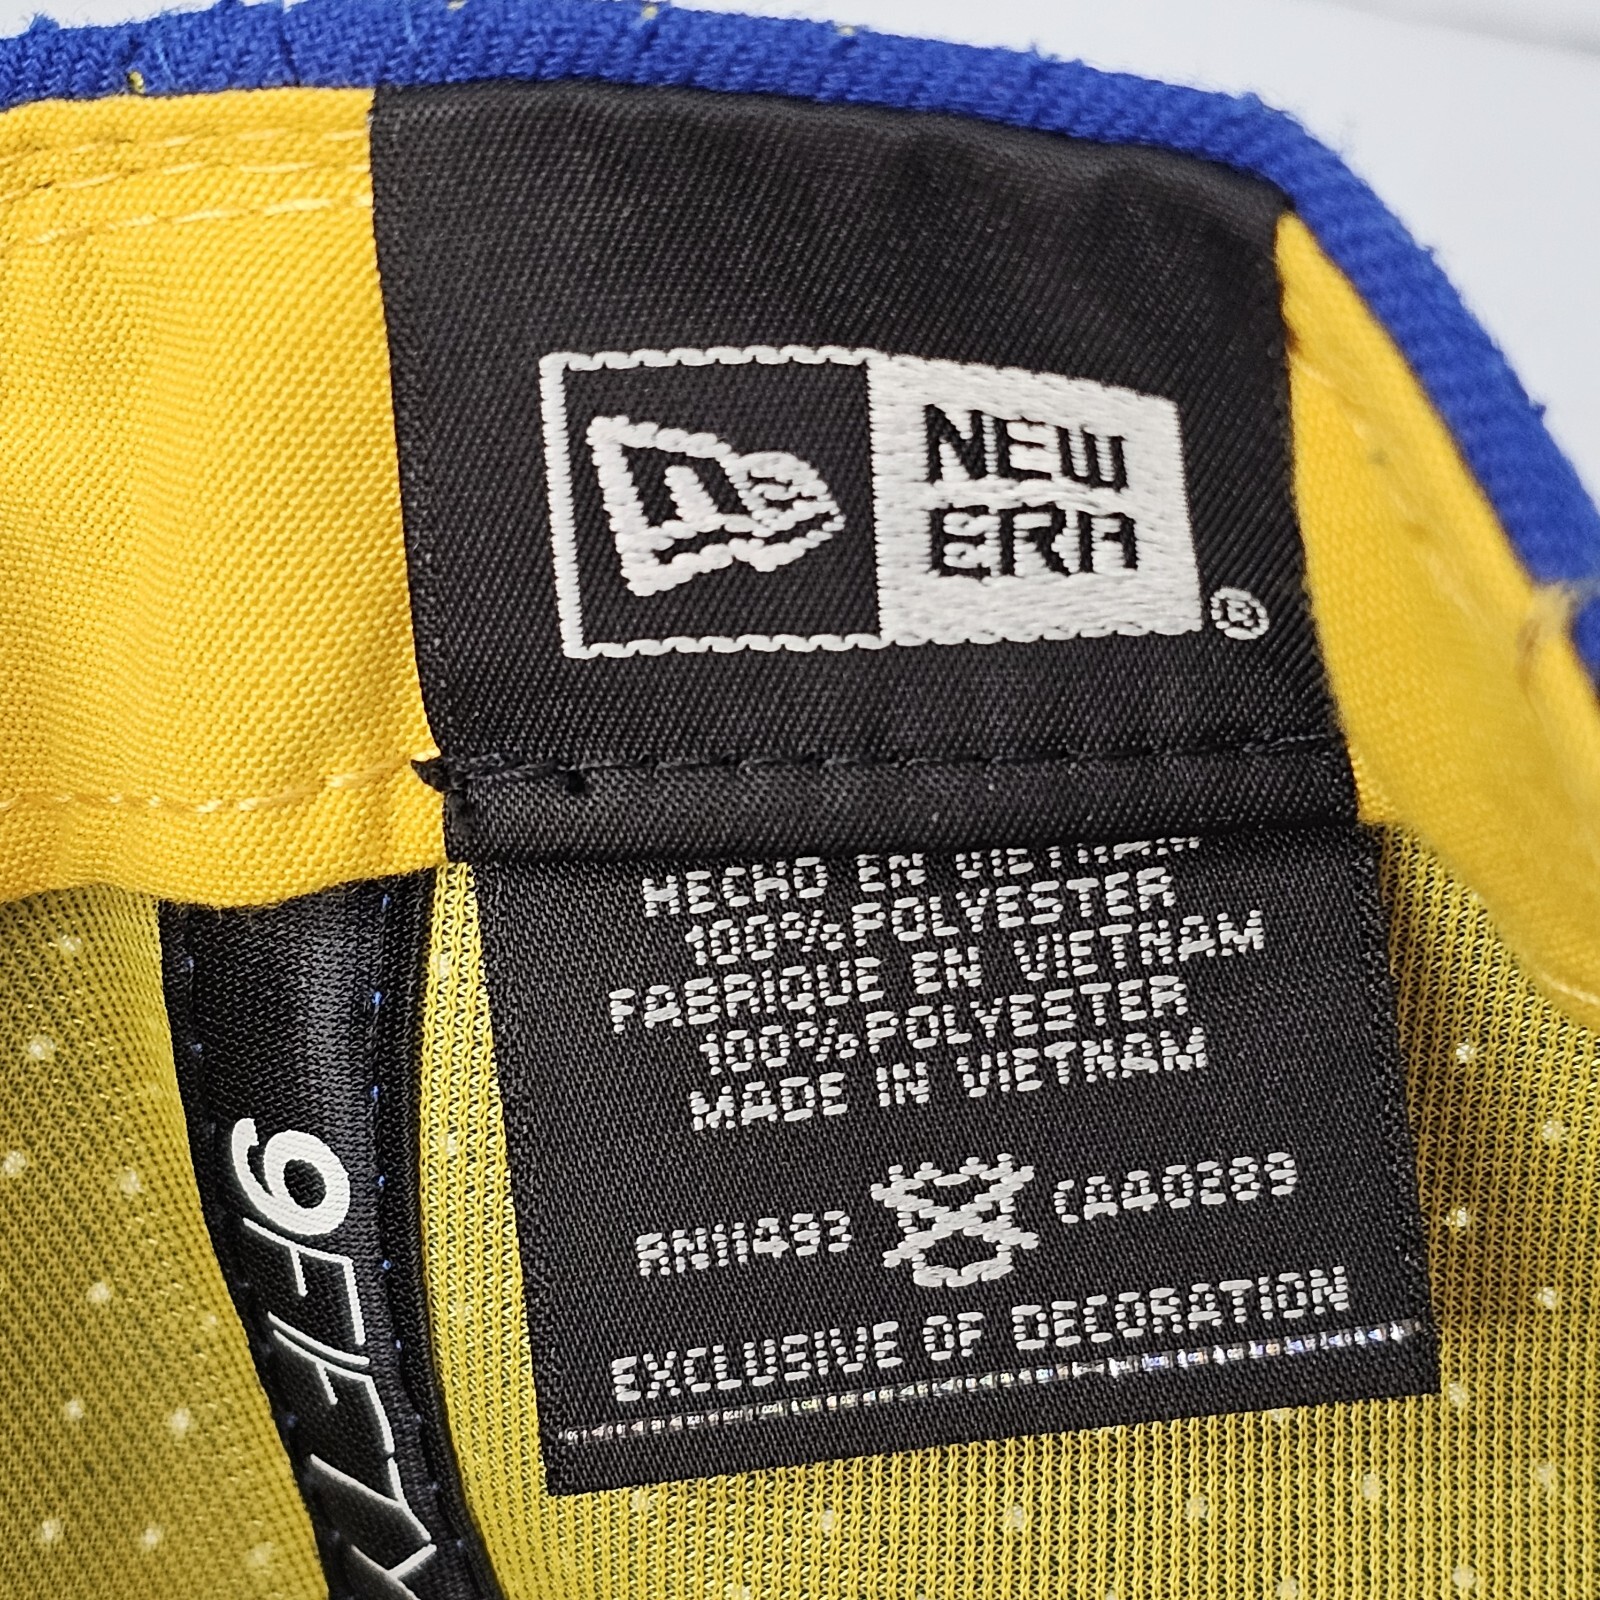 NEW
ERA
®
HECHO EN VIETNAM
100% POLYESTER
FABRIQUE EN VIETNAM
100% POLYESTER
MADE IN VIETNAM
RN11493 CA40289
EXCLUSIVE OF DECORATION
9FIFTY